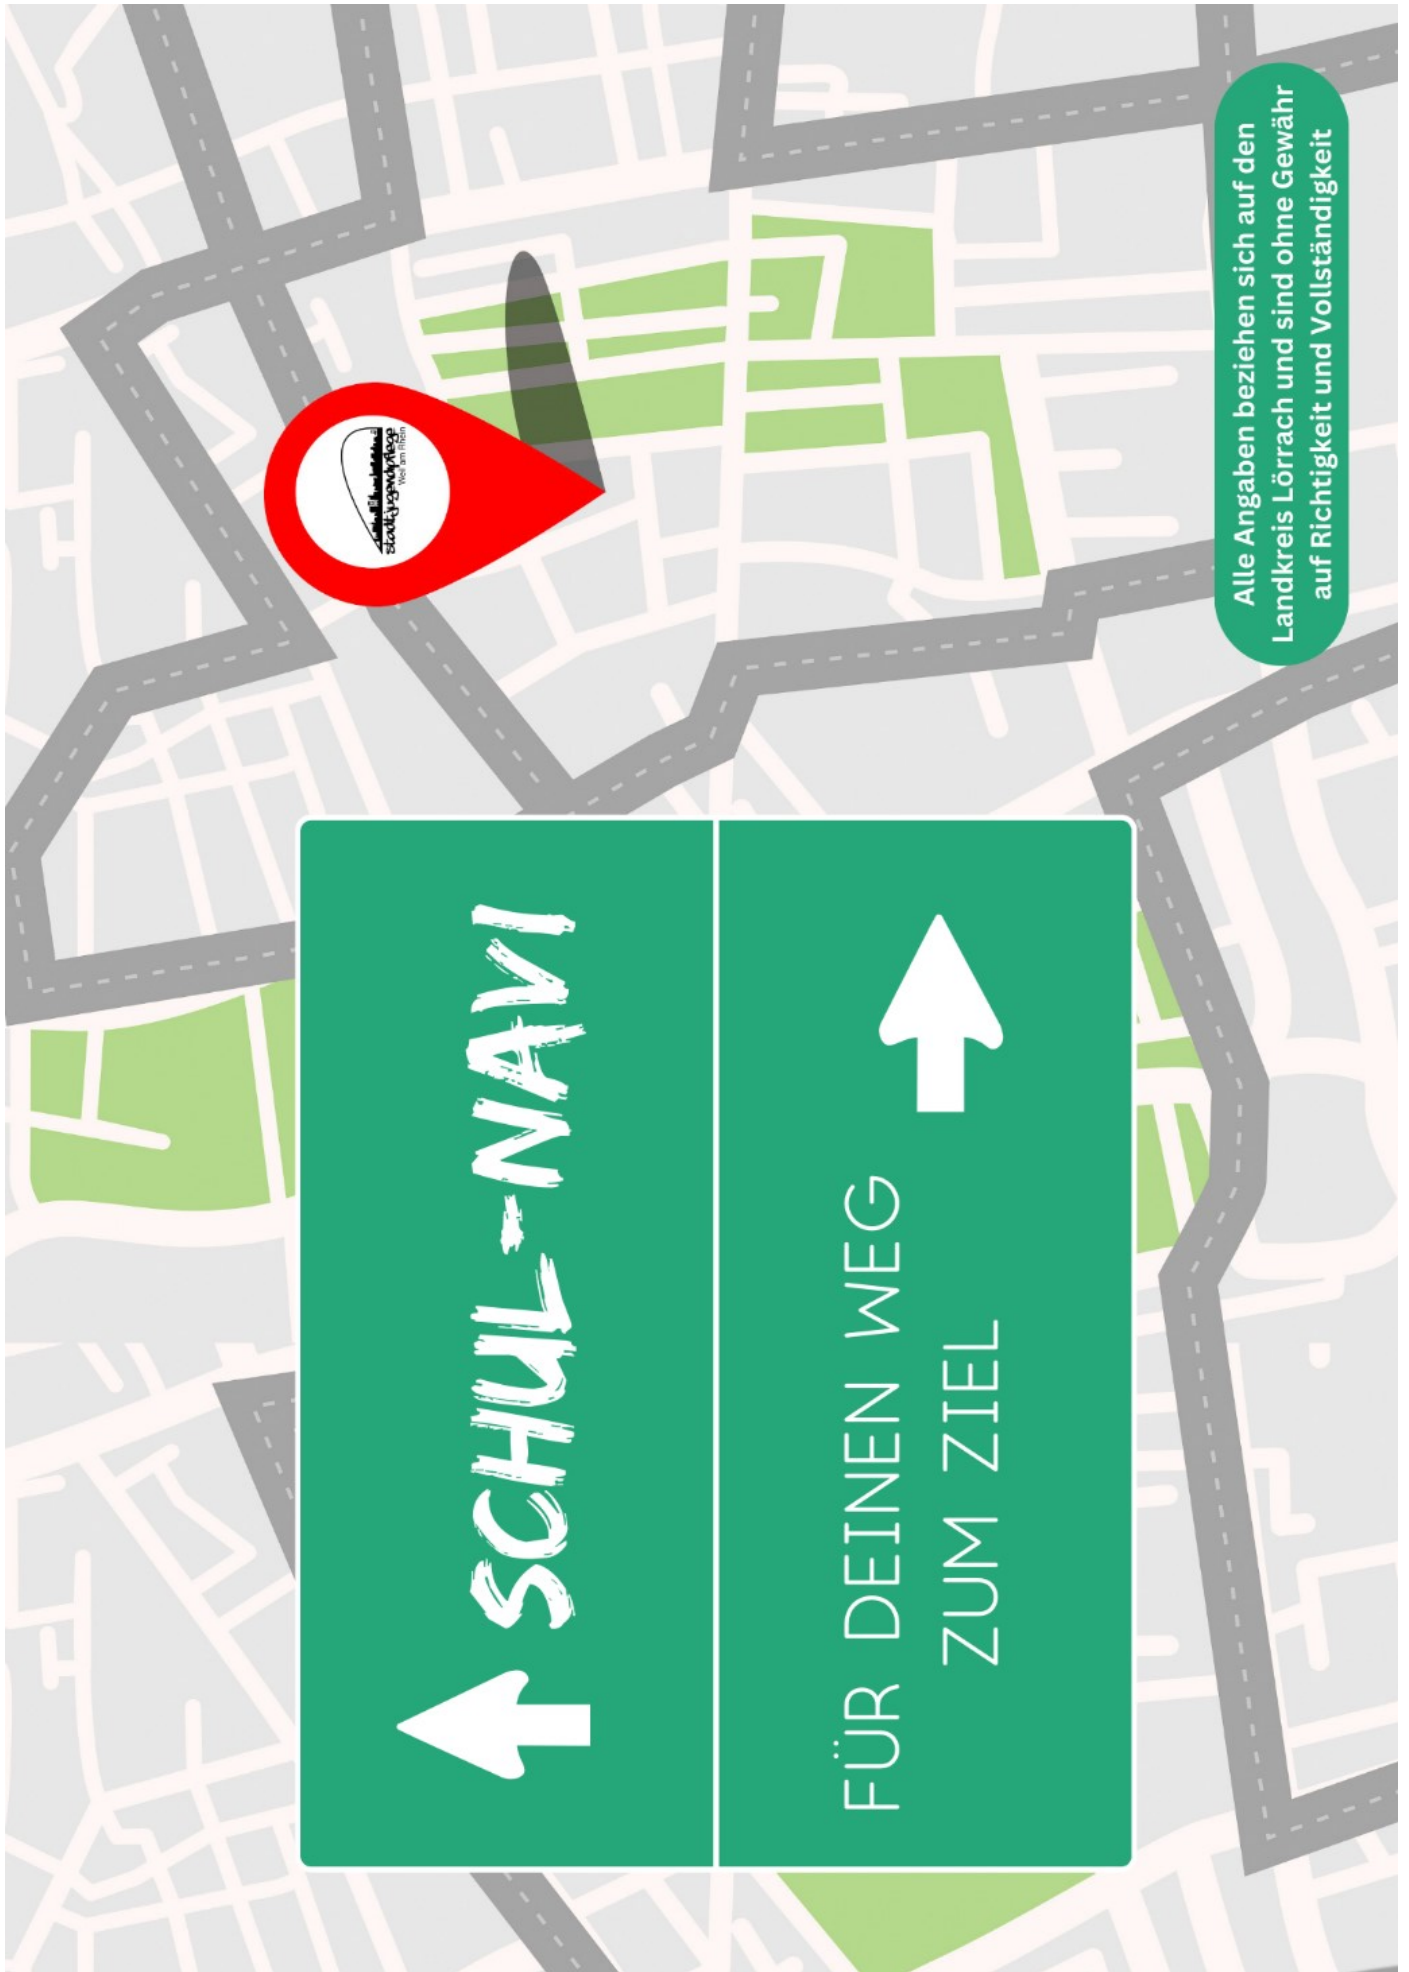 SCHUL-NAVI
FÜR DEINEN WEG
ZUM ZIEL
stadtjugendpflege
Weil am Rhein
Alle Angaben beziehen sich auf den
Landkreis Lörrach und sind ohne Gewähr
auf Richtigkeit und Vollständigkeit